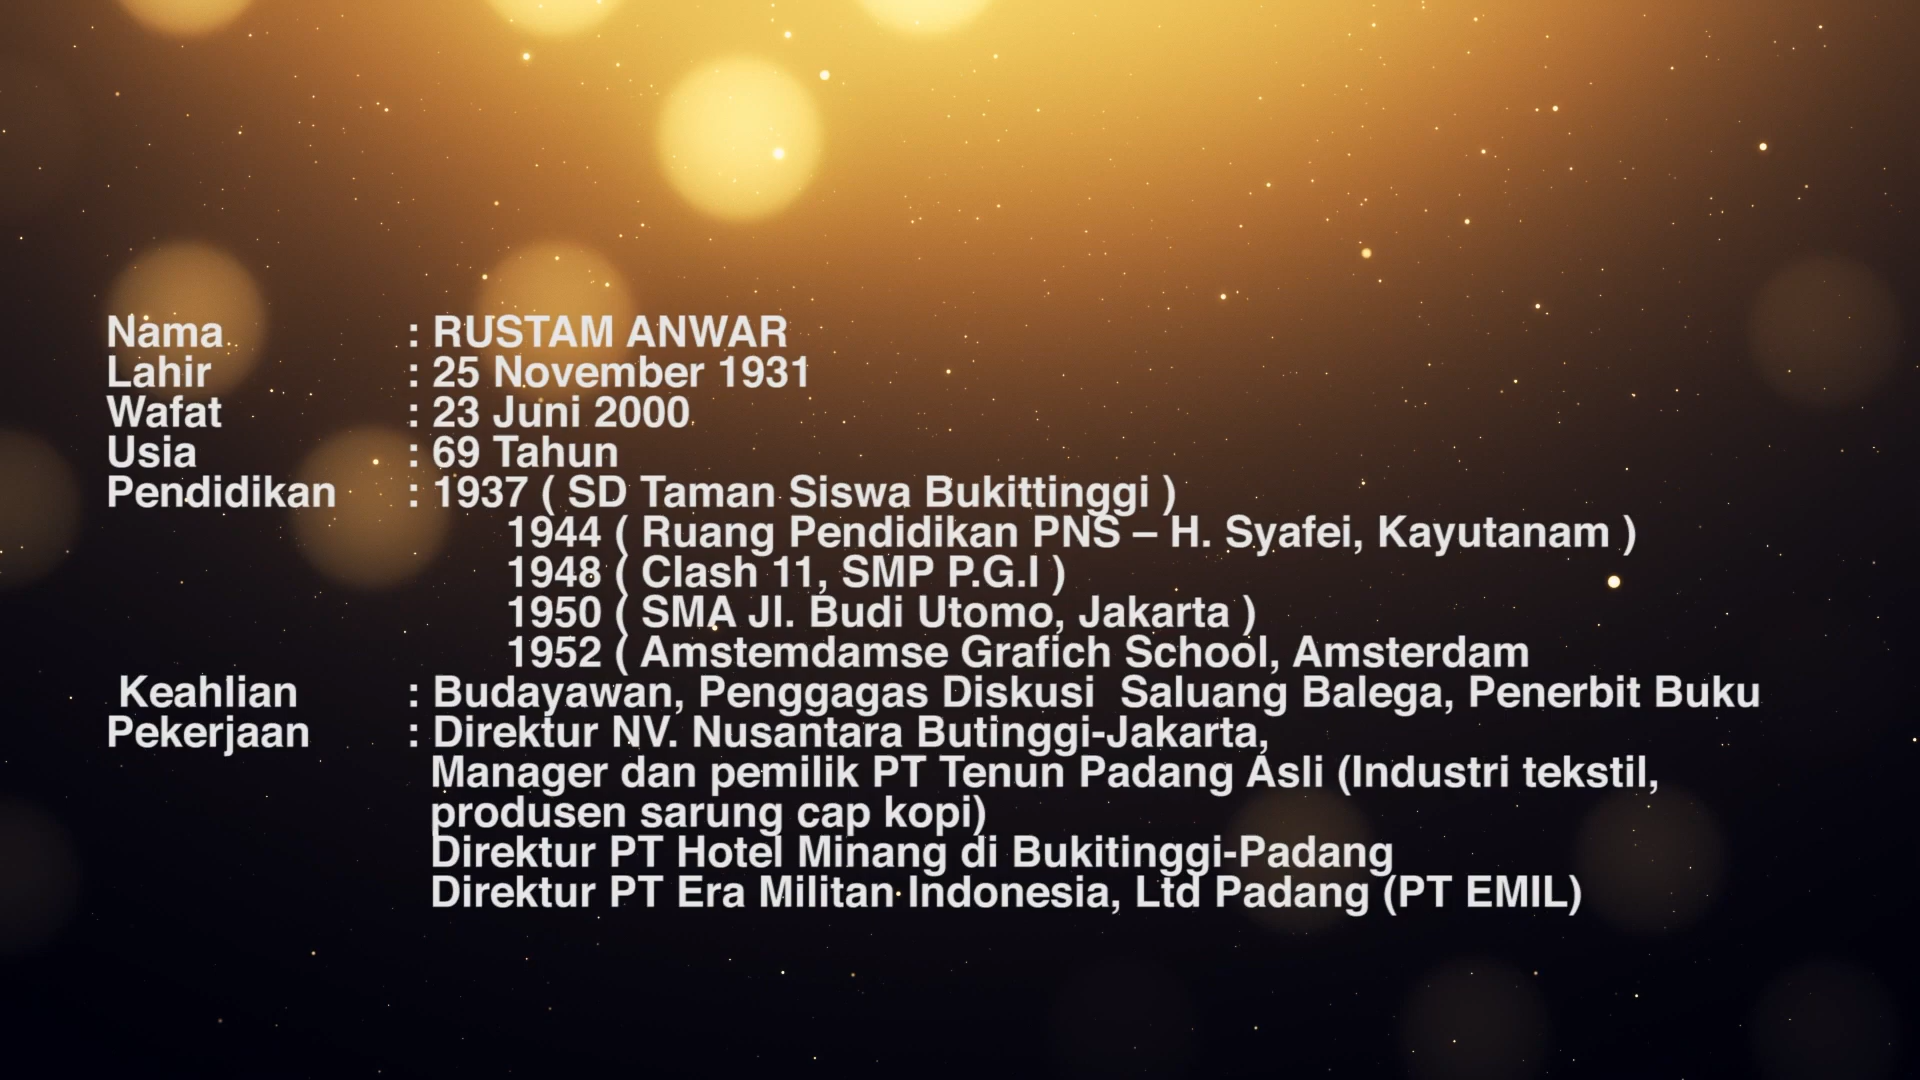 Nama : RUSTAM ANWAR
Lahir : 25 November 1931
Wafat : 23 Juni 2000
Usia : 69 Tahun
Pendidikan : 1937 ( SD Taman Siswa Bukittinggi )
1944 ( Ruang Pendidikan PNS – H. Syafei, Kayutanam )
1948 ( Clash 11, SMP P.G.I )
1950 ( SMA Jl. Budi Utomo, Jakarta )
1952 ( Amstemdamse Grafich School, Amsterdam
Keahlian : Budayawan, Penggagas Diskusi Saluang Balega, Penerbit Buku
Pekerjaan : Direktur NV. Nusantara Butinggi-Jakarta,
Manager dan pemilik PT Tenun Padang Asli (Industri tekstil,
produsen sarung cap kopi)
Direktur PT Hotel Minang di Bukitinggi-Padang
Direktur PT Era Militan Indonesia, Ltd Padang (PT EMIL)